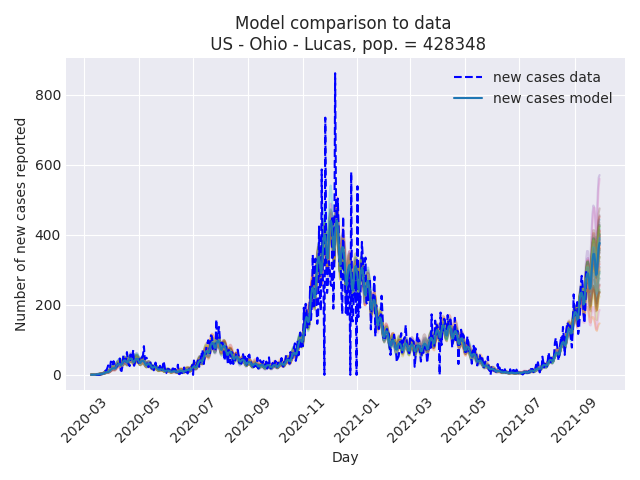 Model comparison to data
US - Ohio - Lucas, pop. = 428348
new cases data
new cases model
Number of new cases reported
800
600
400
200
0
2020-03
2020-05
2020-07
2020-09
2020-11
2021-01
2021-03
2021-05
2021-07
2021-09
Day